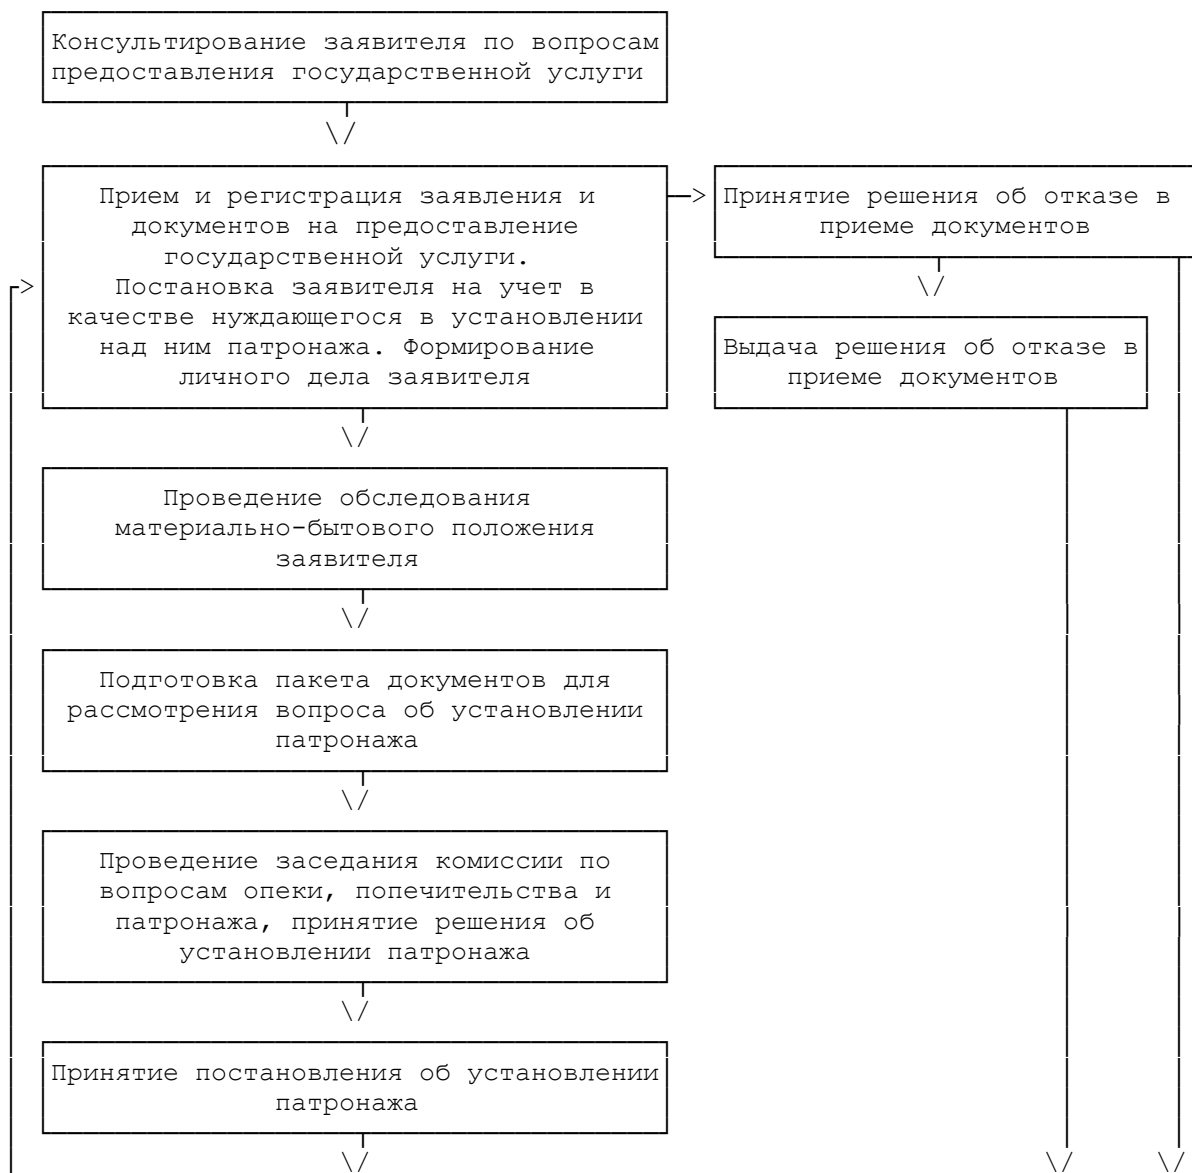 Консультирование заявителя по вопросам
предоставления государственной услуги
Прием и регистрация заявления и
документов на предоставление
государственной услуги.
Постановка заявителя на учет в
качестве нуждающегося в установлении
над ним патронажа. Формирование
личного дела заявителя
Принятие решения об отказе в
приеме документов
Выдача решения об отказе в
приеме документов
Проведение обследования
материально-бытового положения
заявителя
Подготовка пакета документов для
рассмотрения вопроса об установлении
патронажа
Проведение заседания комиссии по
вопросам опеки, попечительства и
патронажа, принятие решения об
установлении патронажа
Принятие постановления об установлении
патронажа